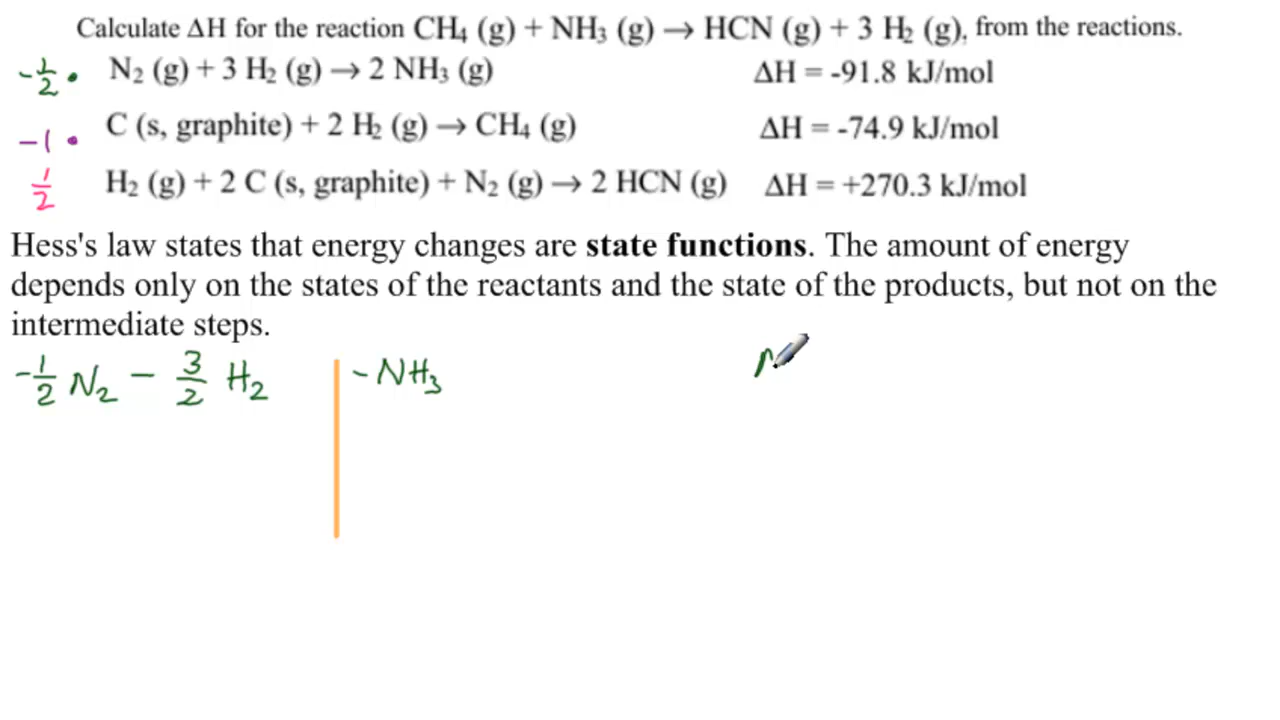 Calculate ΔH for the reaction CH₄ (g) + NH₃ (g) → HCN (g) + 3 H₂ (g), from the reactions.
-½ • N₂ (g) + 3 H₂ (g) → 2 NH₃ (g) ΔH = -91.8 kJ/mol
-1 • C (s, graphite) + 2 H₂ (g) → CH₄ (g) ΔH = -74.9 kJ/mol
½ H₂ (g) + 2 C (s, graphite) + N₂ (g) → 2 HCN (g) ΔH = +270.3 kJ/mol
Hess's law states that energy changes are state functions. The amount of energy
depends only on the states of the reactants and the state of the products, but not on the
intermediate steps.
-½ N₂ - 3/2 H₂ | - NH₃